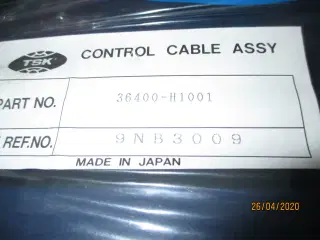 TSK CONTROL CABLE ASSY
PART NO. 36400-H1001
REF.NO. 9NB3009
MADE IN JAPAN
26/04/2020